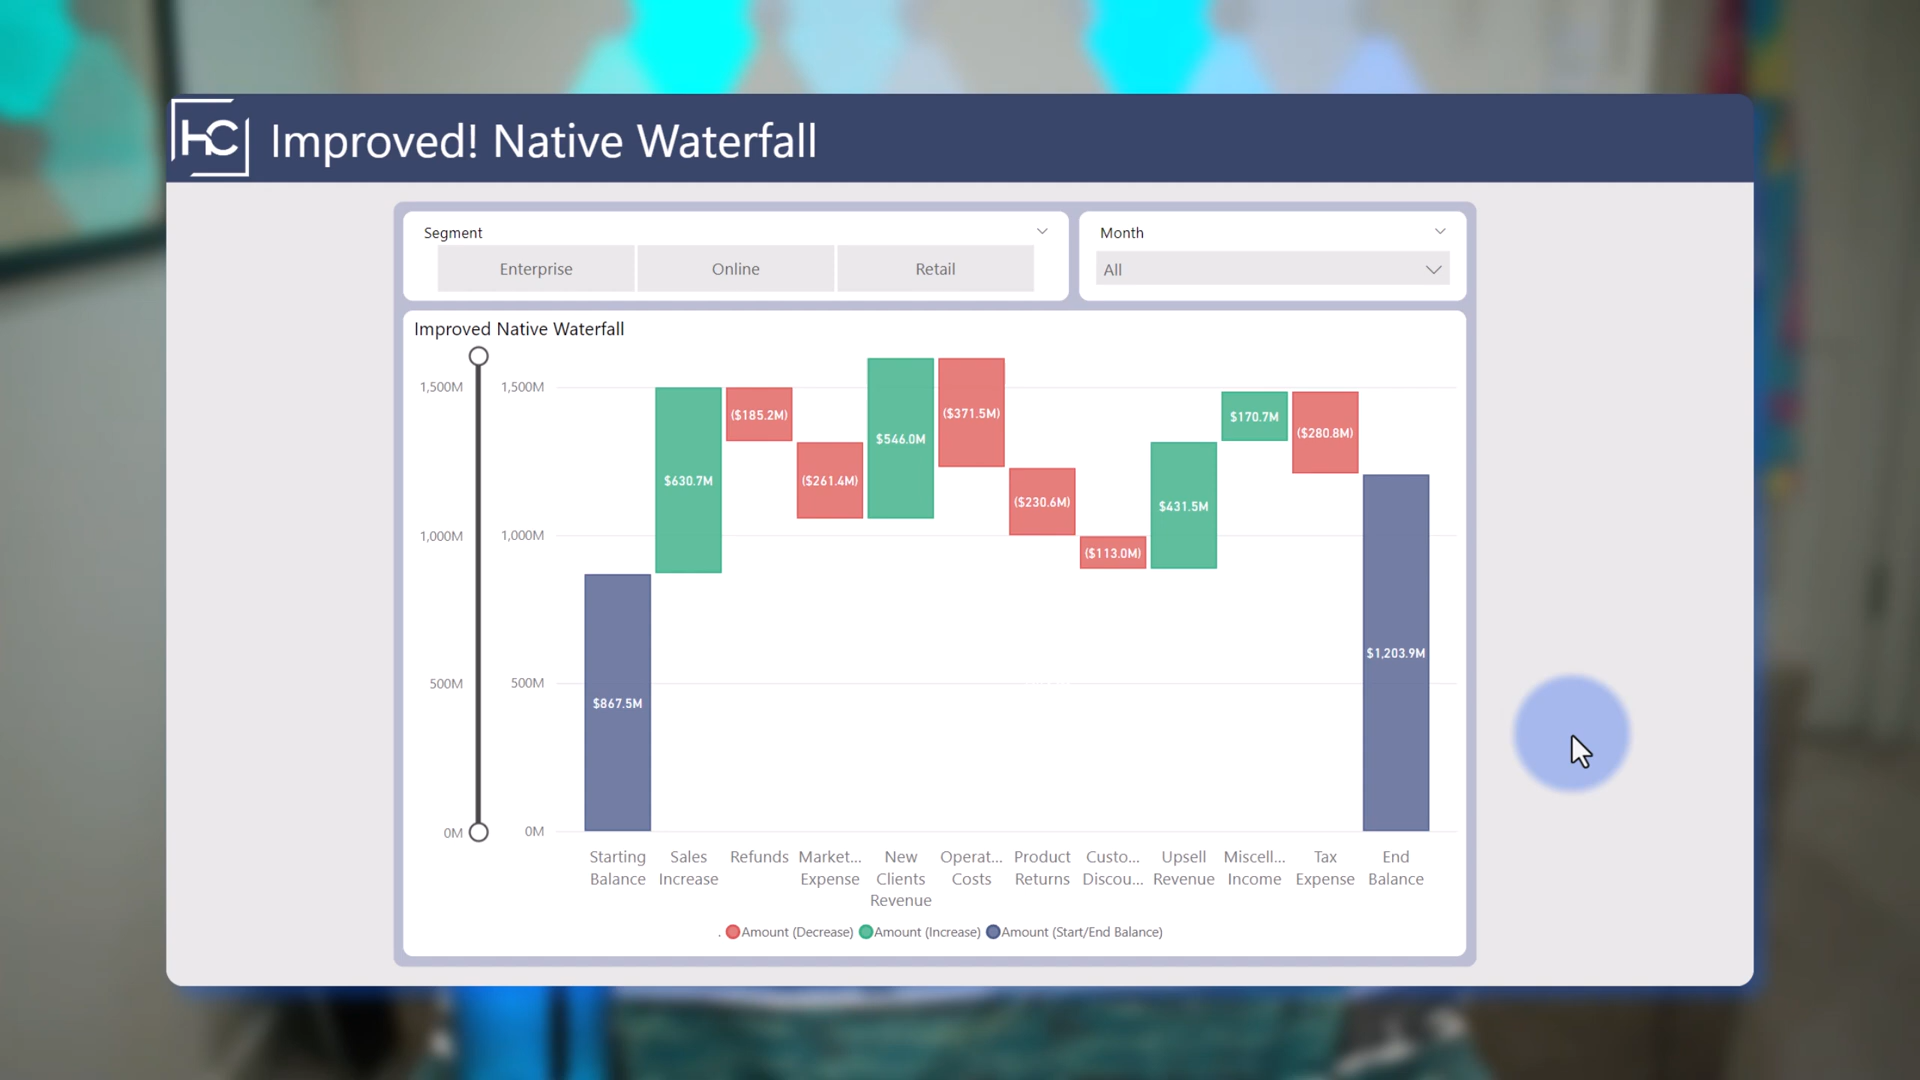 HC Improved! Native Waterfall
Segment
Enterprise Online Retail
Month
All
Improved Native Waterfall
1,500M 1,500M
1,000M 1,000M
500M 500M
0M 0M
$867.5M
$630.7M
($185.2M)
($261.4M)
$546.0M
($371.5M)
($230.6M)
($113.0M)
$431.5M
$170.7M
($280.8M)
$1,203.9M
Starting Balance
Sales Increase
Refunds
Market... Expense
New Clients Revenue
Operat... Costs
Product Returns
Custo... Discou...
Upsell Revenue
Miscell... Income
Tax Expense
End Balance
. Amount (Decrease) Amount (Increase) Amount (Start/End Balance)